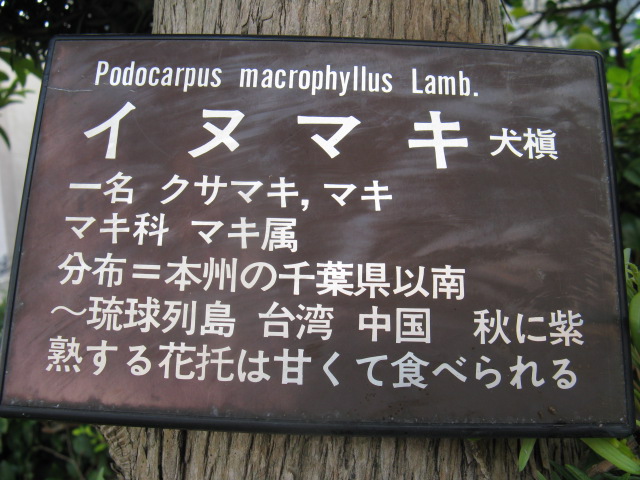 Podocarpus macrophyllus Lamb.
イヌマキ 犬槇
一名 クサマキ, マキ
マキ科 マキ属
分布=本州の千葉県以南
〜琉球列島 台湾 中国 秋に紫
熟する花托は甘くて食べられる